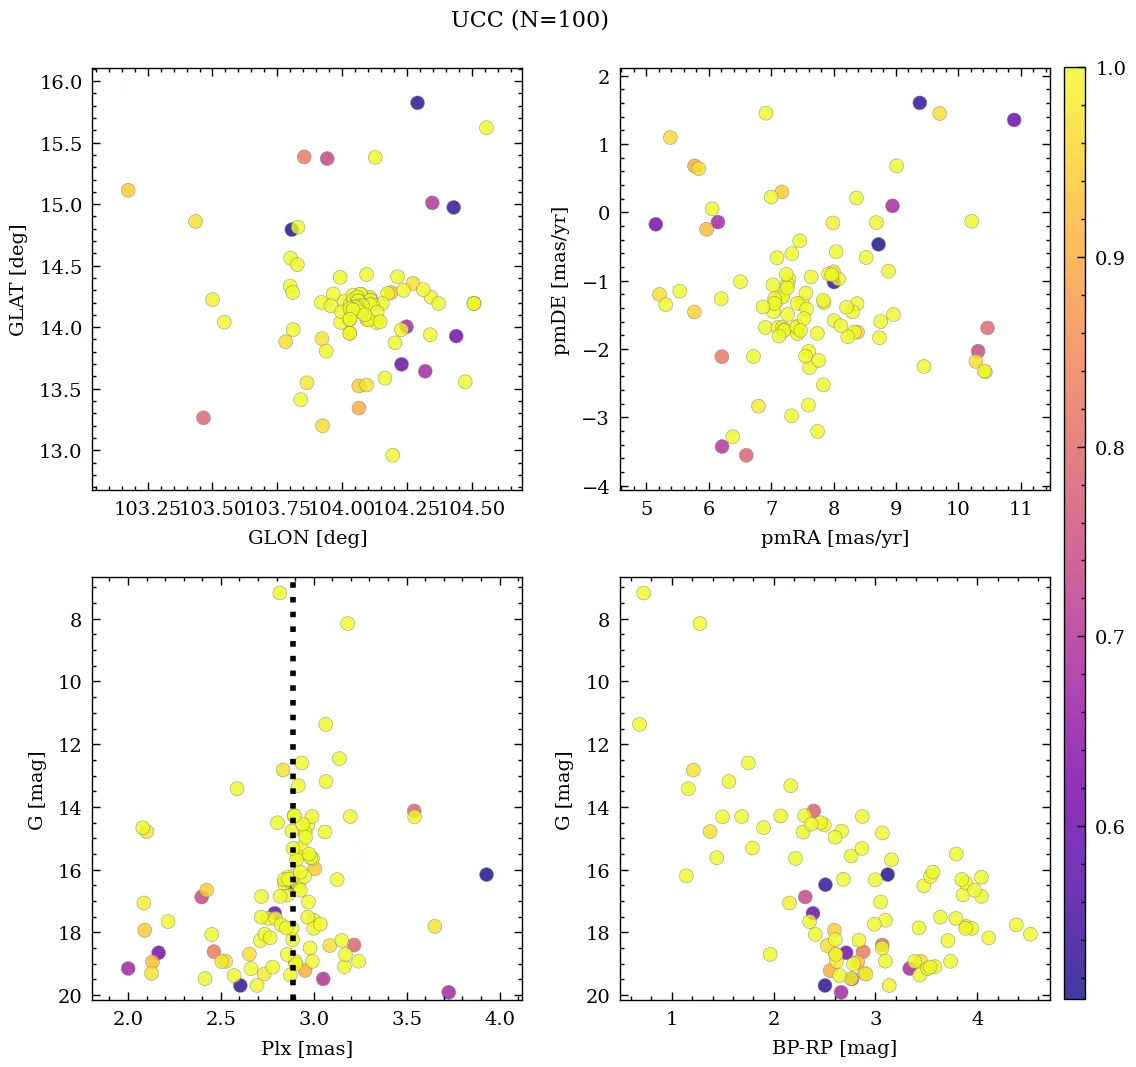 UCC (N=100)
16.0
15.5
15.0
14.5
14.0
13.5
13.0
GLAT [deg]
103.25 103.50 103.75 104.00 104.25 104.50
GLON [deg]
2
1
0
−1
−2
−3
−4
pmDE [mas/yr]
5 6 7 8 9 10 11
pmRA [mas/yr]
1.0
0.9
0.8
0.7
0.6
8
10
12
14
16
18
20
G [mag]
2.0 2.5 3.0 3.5 4.0
Plx [mas]
8
10
12
14
16
18
20
G [mag]
1 2 3 4
BP-RP [mag]